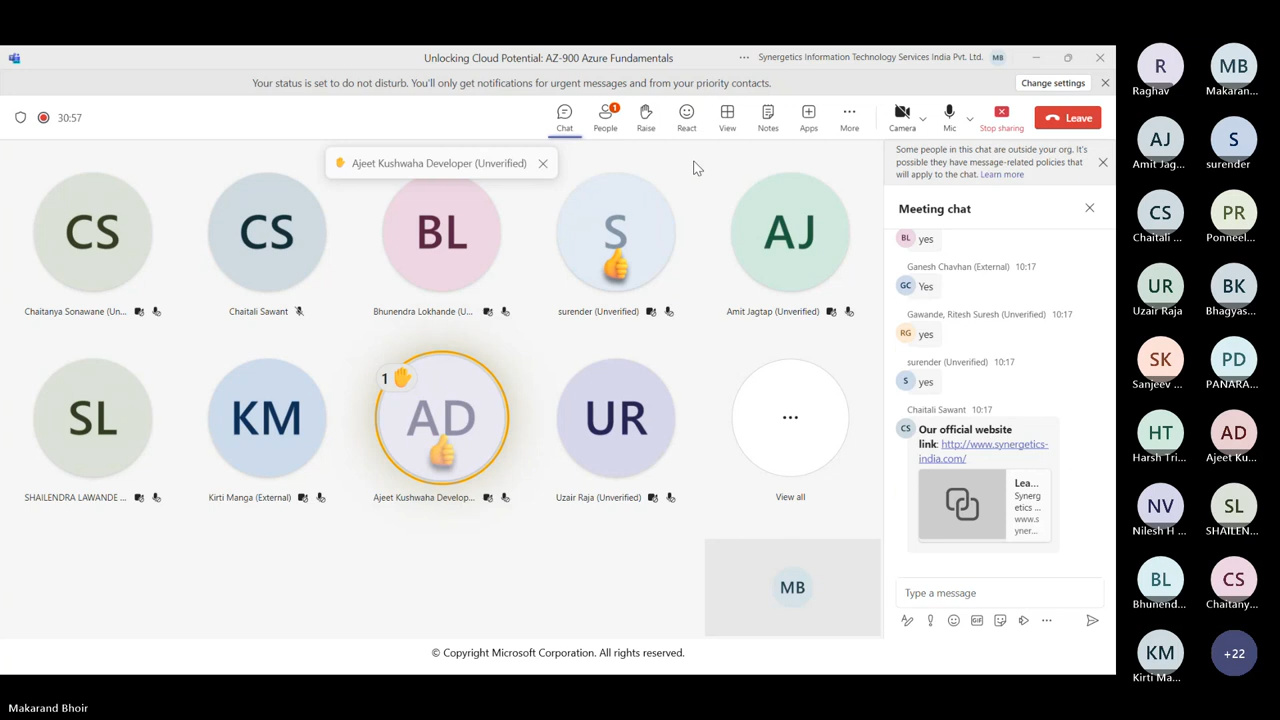 Unlocking Cloud Potential: AZ-900 Azure Fundamentals
Synergetics Information Technology Services India Pvt. Ltd.
MB
Your status is set to do not disturb. You'll only get notifications for urgent messages and from your priority contacts.
Change settings
30:57
Chat
People
1
Raise
React
View
Notes
Apps
More
Camera
Mic
Stop sharing
Leave
Ajeet Kushwaha Developer (Unverified)
CS
CS
BL
S
AJ
Chaitanya Sonawane (Un...
Chaitali Sawant
Bhunendra Lokhande (U...
surender (Unverified)
Amit Jagtap (Unverified)
SL
KM
1
AD
UR
...
SHAILENDRA LAWANDE ...
Kirti Manga (External)
Ajeet Kushwaha Develop...
Uzair Raja (Unverified)
View all
MB
© Copyright Microsoft Corporation. All rights reserved.
Some people in this chat are outside your org. It's
possible they have message-related policies that
will apply to the chat. Learn more
Meeting chat
BL
yes
Ganesh Chavhan (External) 10:17
GC
Yes
Gawande, Ritesh Suresh (Unverified) 10:17
RG
yes
surender (Unverified) 10:17
S
yes
Chaitali Sawant 10:17
CS
Our official website
link: http://www.synergetics-
india.com/
Lea...
Synerg
etics ...
www.s
yner...
Type a message
GIF
R
Raghav
MB
Makaran...
AJ
Amit Jag...
S
surender
CS
Chaitali ...
PR
Ponneel...
UR
Uzair Raja
BK
Bhagyas...
SK
Sanjeev ...
PD
PANARA...
HT
Harsh Tri...
AD
Ajeet Ku...
NV
Nilesh H ...
SL
SHAILEN...
BL
Bhunend...
CS
Chaitany...
KM
Kirti Ma...
+22
Makarand Bhoir